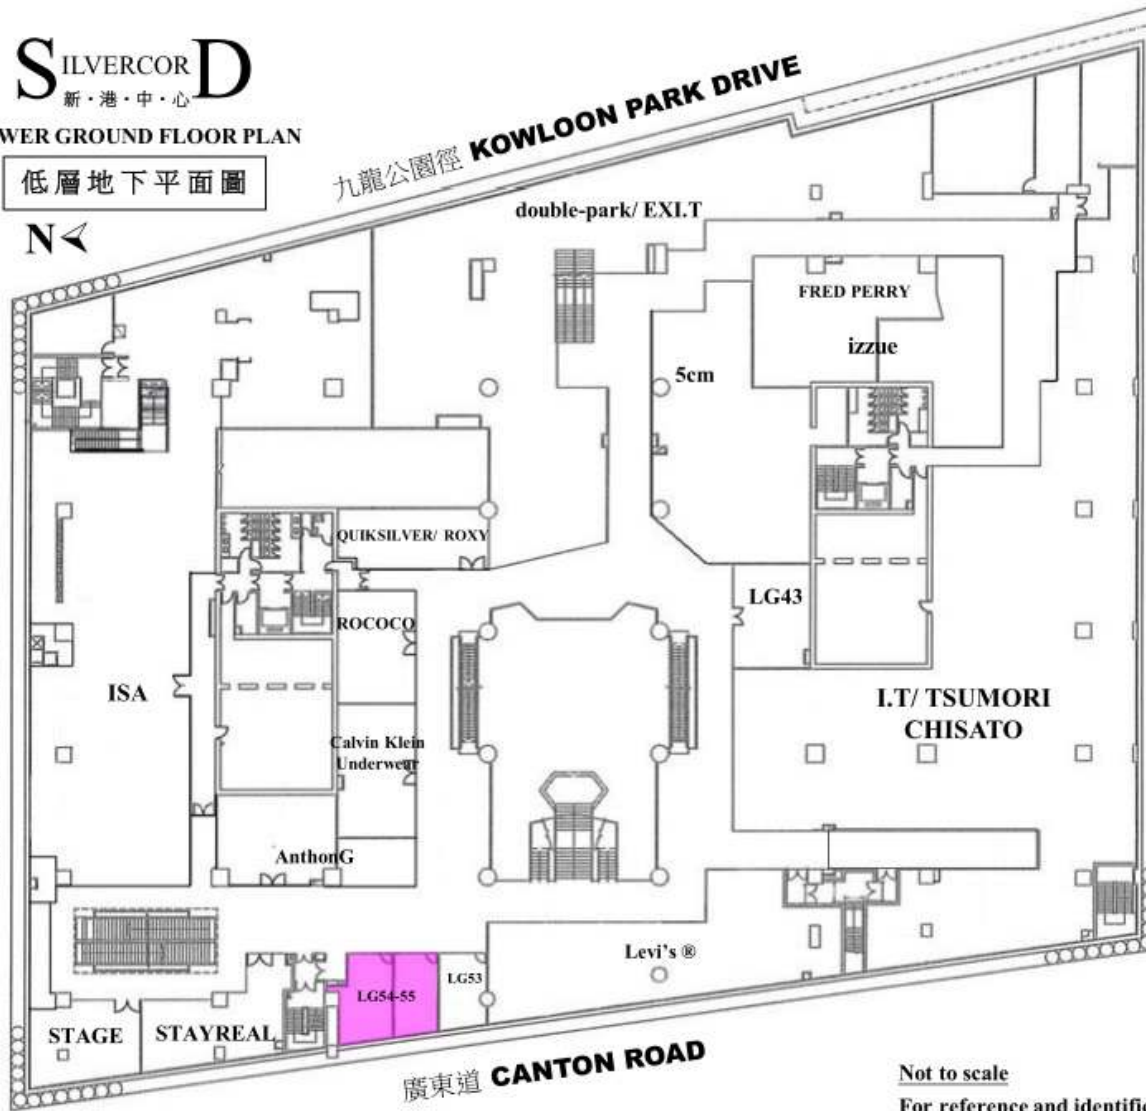 SILVERCORD
新·港·中·心
WER GROUND FLOOR PLAN
低層地下平面圖
N
九龍公園徑 KOWLOON PARK DRIVE
double-park/ EXI.T
FRED PERRY
izzue
5cm
QUIKSILVER/ ROXY
LG43
ROCOCO
ISA
I.T/ TSUMORI
CHISATO
Calvin Klein
Underwear
AnthonG
Levi's ®
LG53
LG54-55
STAGE
STAYREAL
廣東道 CANTON ROAD
Not to scale
For reference and identific